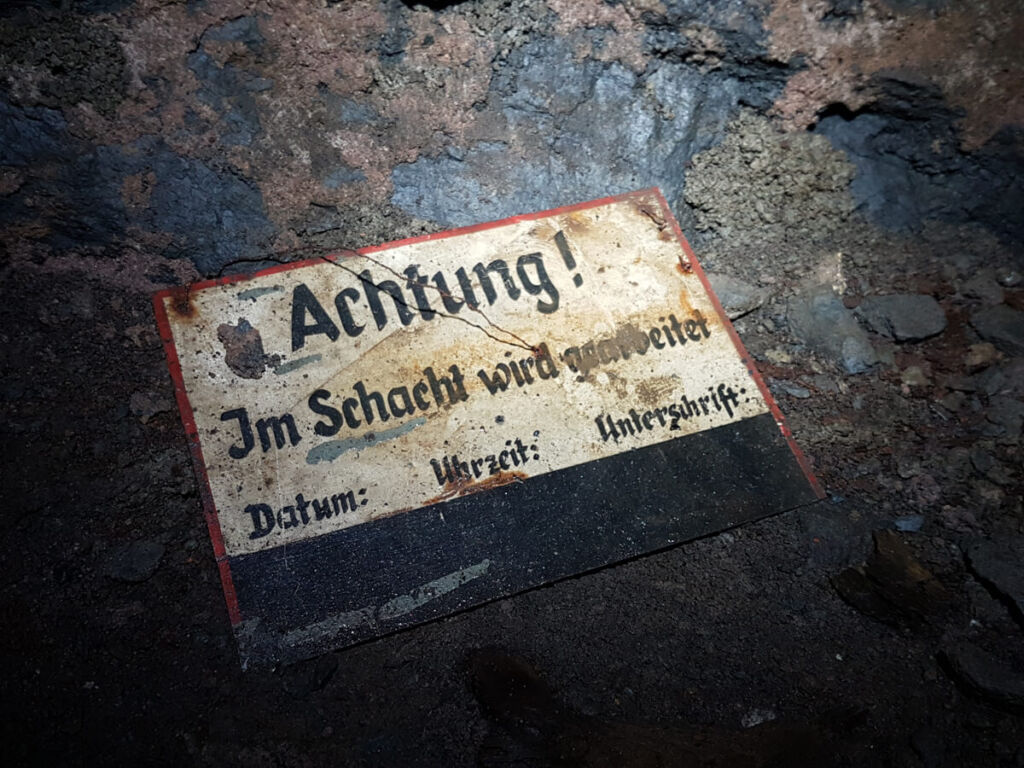 Achtung!
Im Schacht wird gearbeitet
Datum: Uhrzeit: Unterschrift: